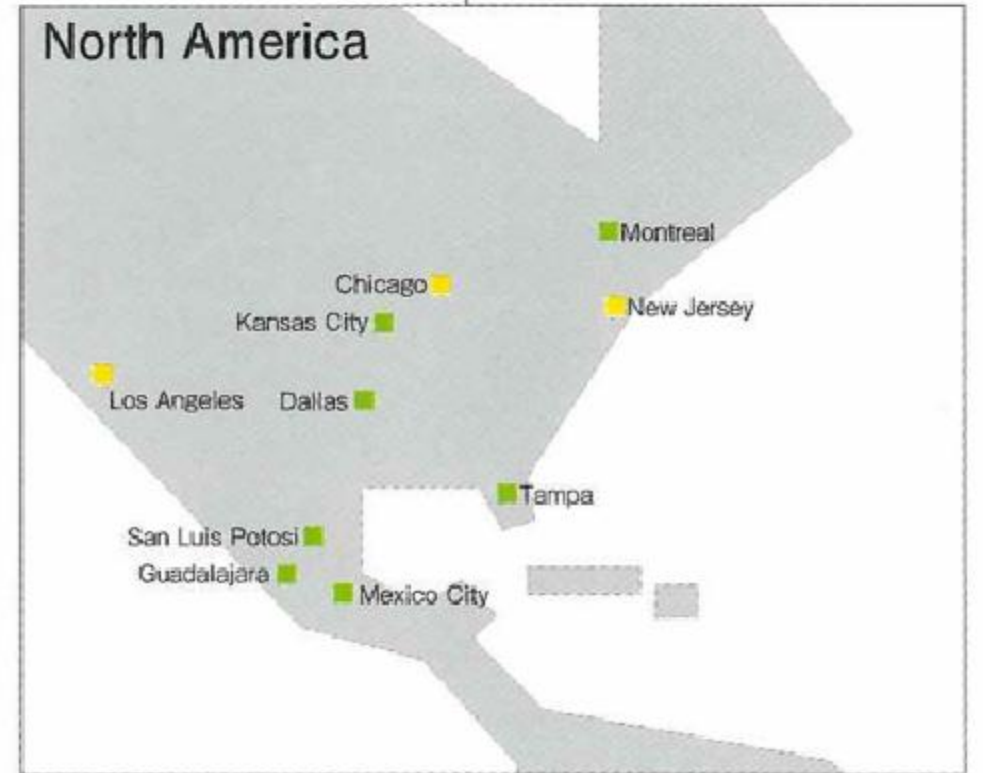 North America
Montreal
Chicago
New Jersey
Kansas City
Los Angeles
Dallas
Tampa
San Luis Potosi
Guadalajara
Mexico City